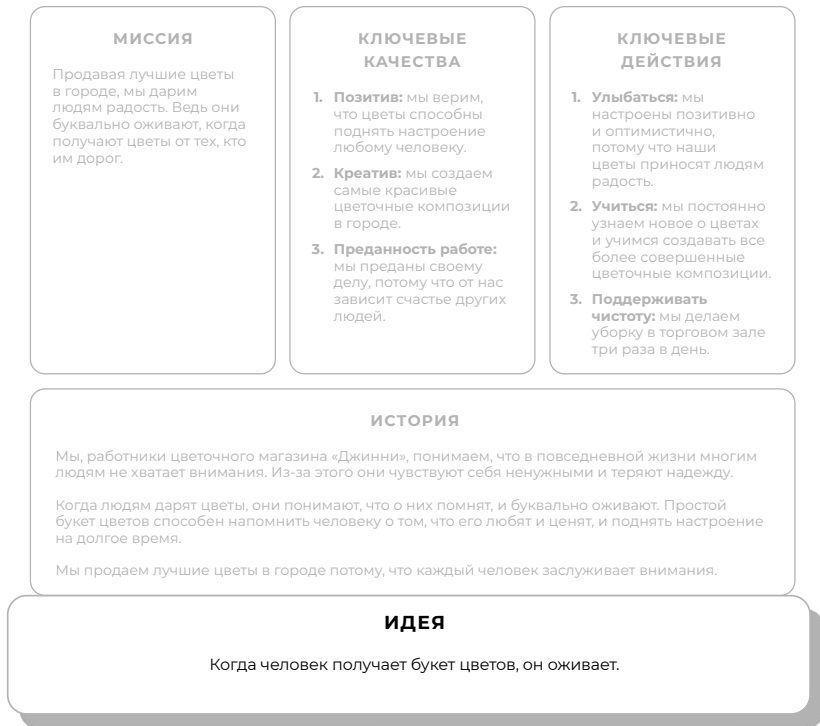 МИССИЯ
Продавая лучшие цветы
в городе, мы дарим
людям радость. Ведь они
буквально оживают, когда
получают цветы от тех, кто
им дорог.
КЛЮЧЕВЫЕ
КАЧЕСТВА
1. Позитив: мы верим,
что цветы способны
поднять настроение
любому человеку.
2. Креатив: мы создаем
самые красивые
цветочные композиции
в городе.
3. Преданность работе:
мы преданы своему
делу, потому что от нас
зависит счастье других
людей.
КЛЮЧЕВЫЕ
ДЕЙСТВИЯ
1. Улыбаться: мы
настроены позитивно
и оптимистично,
потому что наши
цветы приносят людям
радость.
2. Учиться: мы постоянно
узнаем новое о цветах
и учимся создавать все
более совершенные
цветочные композиции.
3. Поддерживать
чистоту: мы делаем
уборку в торговом зале
три раза в день.
ИСТОРИЯ
Мы, работники цветочного магазина «Джинни», понимаем, что в повседневной жизни многим
людям не хватает внимания. Из-за этого они чувствуют себя ненужными и теряют надежду.
Когда людям дарят цветы, они понимают, что о них помнят, и буквально оживают. Простой
букет цветов способен напомнить человеку о том, что его любят и ценят, и поднять настроение
на долгое время.
Мы продаем лучшие цветы в городе потому, что каждый человек заслуживает внимания.
ИДЕЯ
Когда человек получает букет цветов, он оживает.